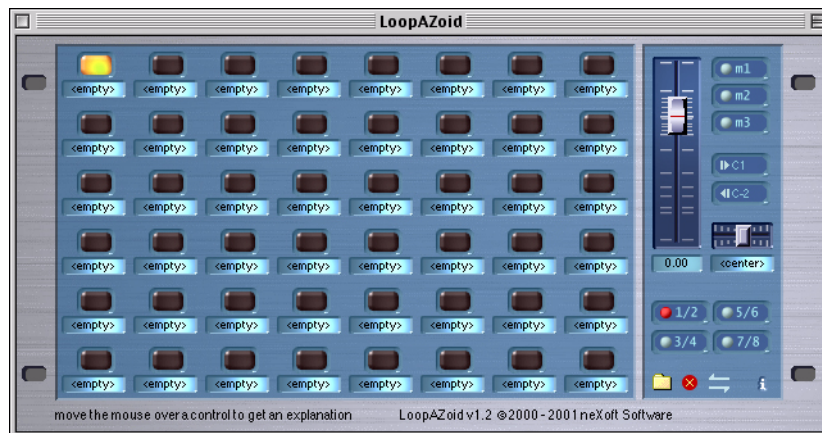 LoopAZoid
<empty> <empty> <empty> <empty> <empty> <empty> <empty> <empty>
<empty> <empty> <empty> <empty> <empty> <empty> <empty> <empty>
<empty> <empty> <empty> <empty> <empty> <empty> <empty> <empty>
<empty> <empty> <empty> <empty> <empty> <empty> <empty> <empty>
<empty> <empty> <empty> <empty> <empty> <empty> <empty> <empty>
<empty> <empty> <empty> <empty> <empty> <empty> <empty> <empty>
m1
m2
m3
C1
C-2
0.00 <center>
1/2 5/6
3/4 7/8
i
move the mouse over a control to get an explanation LoopAZoid v1.2 ©2000-2001 neXoft Software